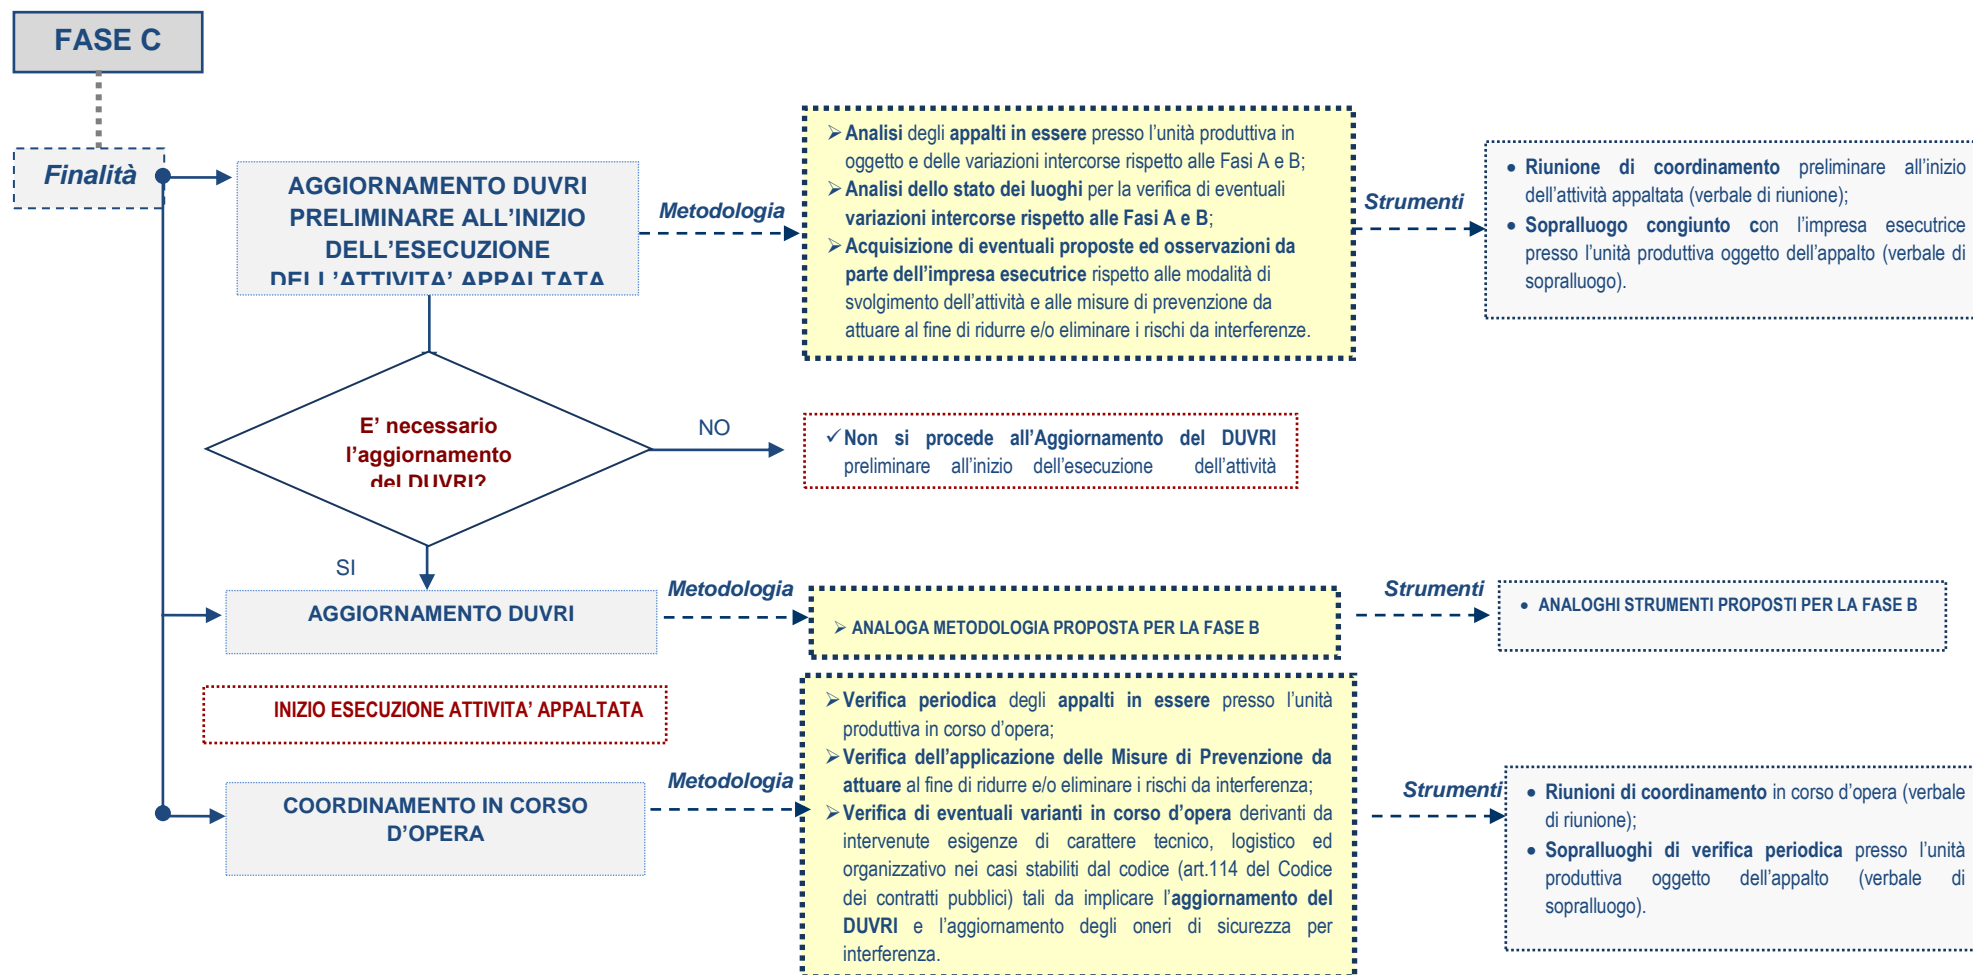 FASE C
Finalità
AGGIORNAMENTO DUVRI
PRELIMINARE ALL’INIZIO
DELL’ESECUZIONE
DELL’ATTIVITA’ APPALTATA
Metodologia
➢ Analisi degli appalti in essere presso l’unità produttiva in
oggetto e delle variazioni intercorse rispetto alle Fasi A e B;
➢ Analisi dello stato dei luoghi per la verifica di eventuali
variazioni intercorse rispetto alle Fasi A e B;
➢ Acquisizione di eventuali proposte ed osservazioni da
parte dell’impresa esecutrice rispetto alle modalità di
svolgimento dell’attività e alle misure di prevenzione da
attuare al fine di ridurre e/o eliminare i rischi da interferenze.
Strumenti
• Riunione di coordinamento preliminare all’inizio
dell’attività appaltata (verbale di riunione);
• Sopralluogo congiunto con l’impresa esecutrice
presso l’unità produttiva oggetto dell’appalto (verbale di
sopralluogo).
E’ necessario
l’aggiornamento
del DUVRI?
NO
✓ Non si procede all’Aggiornamento del DUVRI
preliminare all’inizio dell’esecuzione dell’attività
SI
AGGIORNAMENTO DUVRI
Metodologia
➢ ANALOGA METODOLOGIA PROPOSTA PER LA FASE B
Strumenti
• ANALOGHI STRUMENTI PROPOSTI PER LA FASE B
INIZIO ESECUZIONE ATTIVITA’ APPALTATA
COORDINAMENTO IN CORSO
D’OPERA
Metodologia
➢ Verifica periodica degli appalti in essere presso l’unità
produttiva in corso d’opera;
➢ Verifica dell’applicazione delle Misure di Prevenzione da
attuare al fine di ridurre e/o eliminare i rischi da interferenza;
➢ Verifica di eventuali varianti in corso d’opera derivanti da
intervenute esigenze di carattere tecnico, logistico ed
organizzativo nei casi stabiliti dal codice (art.114 del Codice
dei contratti pubblici) tali da implicare l’aggiornamento del
DUVRI e l’aggiornamento degli oneri di sicurezza per
interferenza.
Strumenti
• Riunioni di coordinamento in corso d’opera (verbale
di riunione);
• Sopralluoghi di verifica periodica presso l’unità
produttiva oggetto dell’appalto (verbale di
sopralluogo).